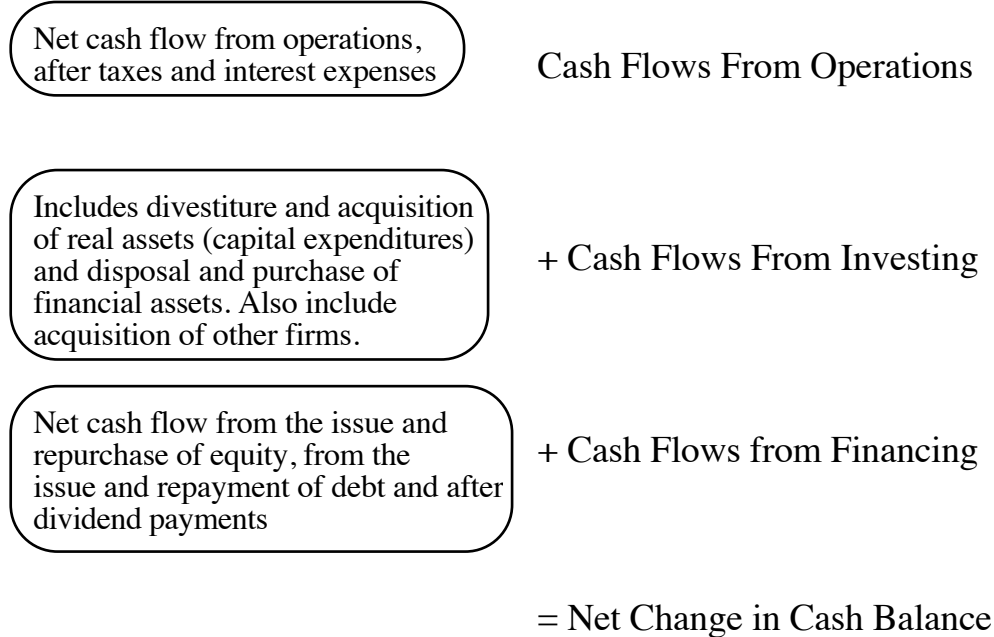 Net cash flow from operations,
after taxes and interest expenses
Cash Flows From Operations
Includes divestiture and acquisition
of real assets (capital expenditures)
and disposal and purchase of
financial assets. Also include
acquisition of other firms.
+ Cash Flows From Investing
Net cash flow from the issue and
repurchase of equity, from the
issue and repayment of debt and after
dividend payments
+ Cash Flows from Financing
= Net Change in Cash Balance